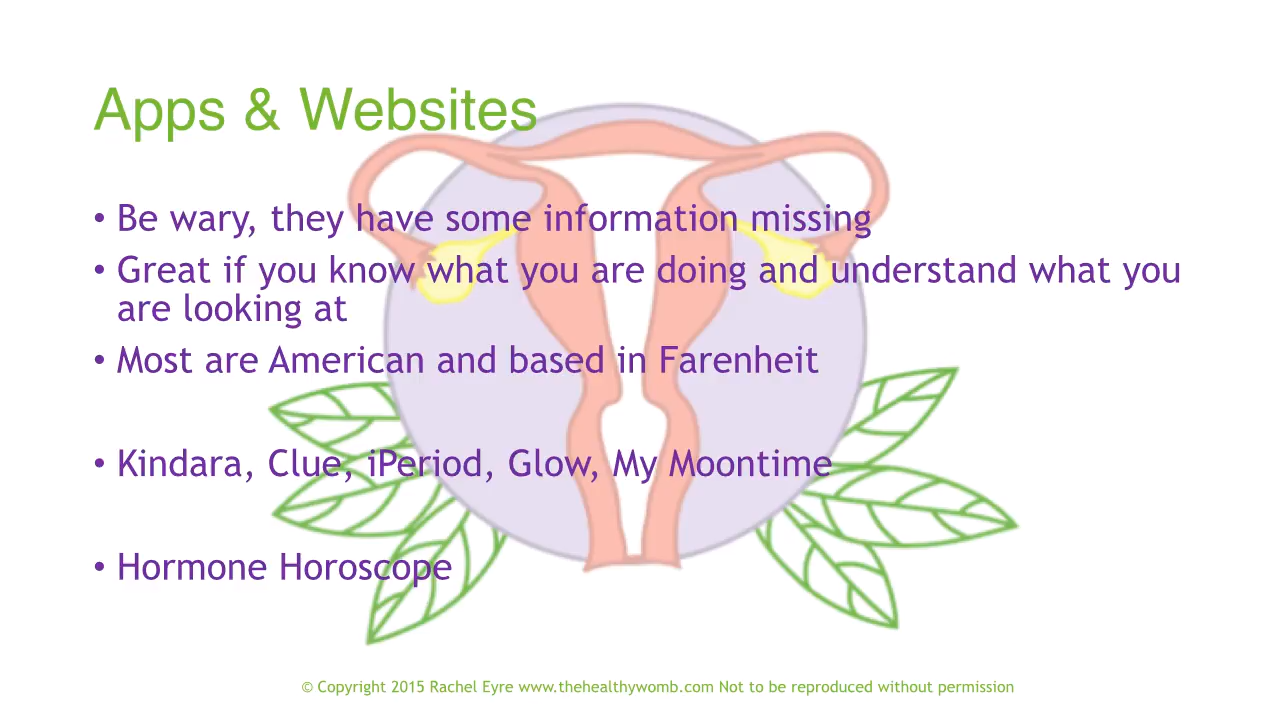 Apps & Websites
• Be wary, they have some information missing
• Great if you know what you are doing and understand what you
are looking at
• Most are American and based in Farenheit
• Kindara, Clue, iPeriod, Glow, My Moontime
• Hormone Horoscope
© Copyright 2015 Rachel Eyre www.thehealthywomb.com Not to be reproduced without permission